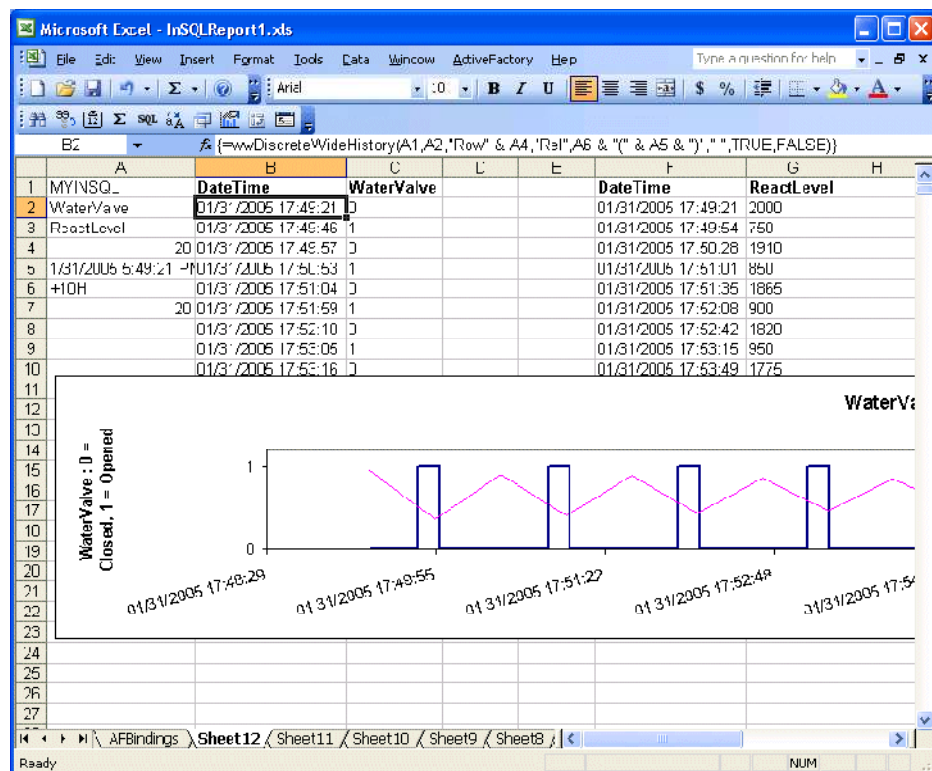 Microsoft Excel - InSQLReport1.xls
File Edit View Insert Format Tools Data Window ActiveFactory Help Type a question for help
Arial 10 B I U $ %
SQL
B2 fx {=wwDiscreteWideHistory(A1,A2,"Row" & A4,'Rel",A6 & "(" & A5 & ")'," ",TRUE,FALSE)}
A B C D E F G H
1 DateTime WaterValve DateTime ReactLevel
2 WaterValve 01/31/2005 17:49:21 0 01/31/2005 17:49:21 2000
3 ReactLevel 01/31/2005 17:49:46 1 01/31/2005 17:49:54 750
4 20 01/31/2005 17:49:57 0 01/31/2005 17:50:28 1910
5 1/31/2005 5:49:21 01/31/2005 17:50:53 1 01/31/2005 17:51:01 850
6 +10H 01/31/2005 17:51:04 0 01/31/2005 17:51:35 1865
7 20 01/31/2005 17:51:59 1 01/31/2005 17:52:08 900
8 01/31/2005 17:52:10 0 01/31/2005 17:52:42 1820
9 01/31/2005 17:53:05 1 01/31/2005 17:53:15 950
10 01/31/2005 17:53:16 0 01/31/2005 17:53:49 1775
11
12 WaterVa
13
14
15
16
17
18
19
20
21
22
23
24
25
26
27
WaterValve : 0 =
Closed, 1 = Opened
1
0
01/31/2005 17:48:29
01/31/2005 17:49:55
01/31/2005 17:51:22
01/31/2005 17:52:48
01/31/2005 17:54
AFBindings Sheet12 Sheet11 Sheet10 Sheet9 Sheet8
Ready NUM